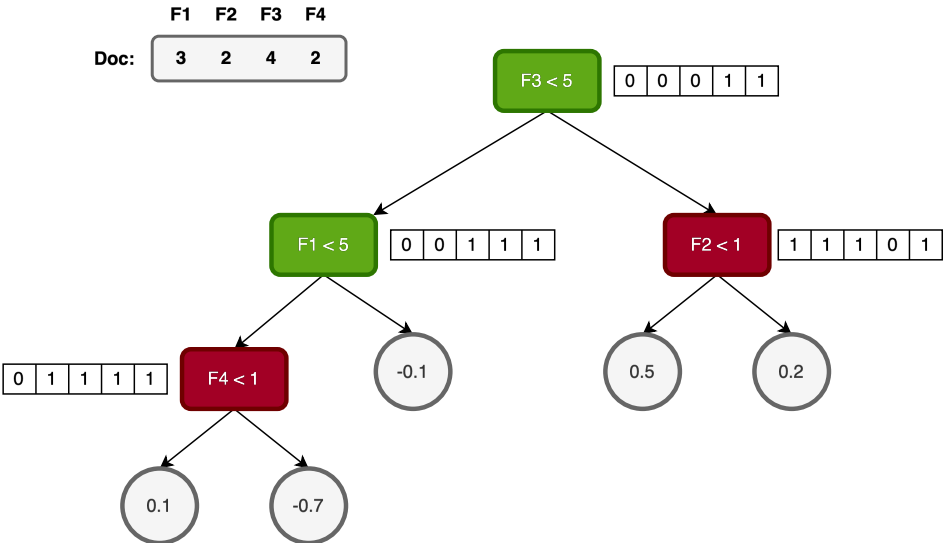 F1 F2 F3 F4
Doc: 3 2 4 2
F3 < 5 0 0 0 1 1
F1 < 5 0 0 1 1 1
F2 < 1 1 1 1 0 1
0 1 1 1 1 F4 < 1
-0.1
0.5
0.2
0.1
-0.7